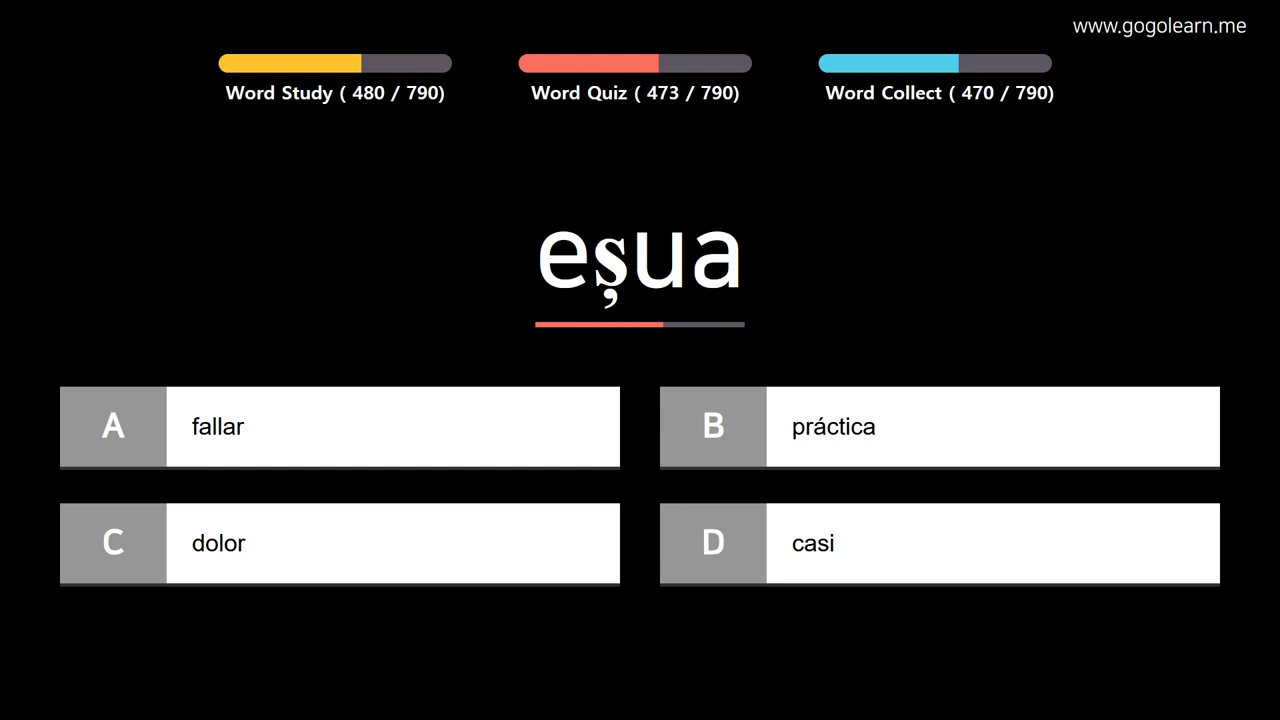 www.gogolearn.me
Word Study ( 480 / 790)
Word Quiz ( 473 / 790)
Word Collect ( 470 / 790)
eșua
A
fallar
B
práctica
C
dolor
D
casi